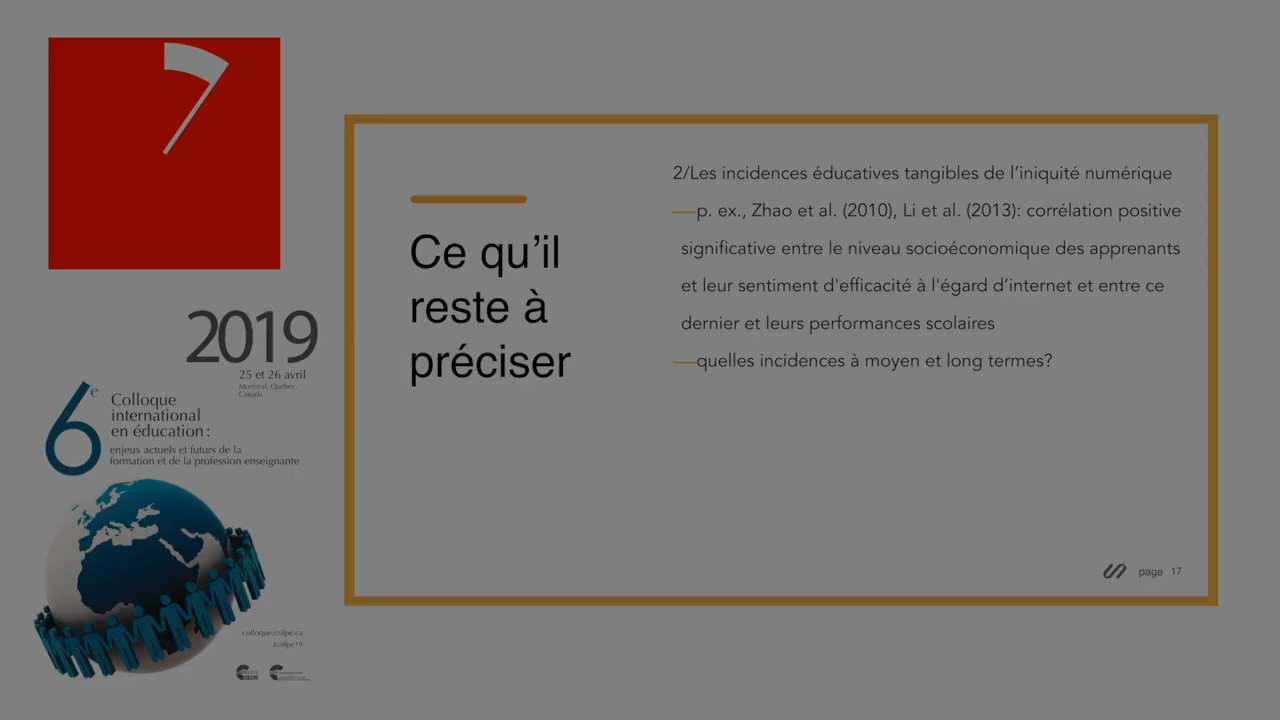 2019
25 et 26 avril
Montréal, Québec,
Canada
6e
Colloque
international
en éducation :
enjeux actuels et futurs de la
formation et de la profession enseignante
colloque.crifpe.ca
#crifpe19
Ce qu’il
reste à
préciser
2/Les incidences éducatives tangibles de l’iniquité numérique
—p. ex., Zhao et al. (2010), Li et al. (2013): corrélation positive
significative entre le niveau socioéconomique des apprenants
et leur sentiment d'efficacité à l'égard d’internet et entre ce
dernier et leurs performances scolaires
—quelles incidences à moyen et long termes?
page 17